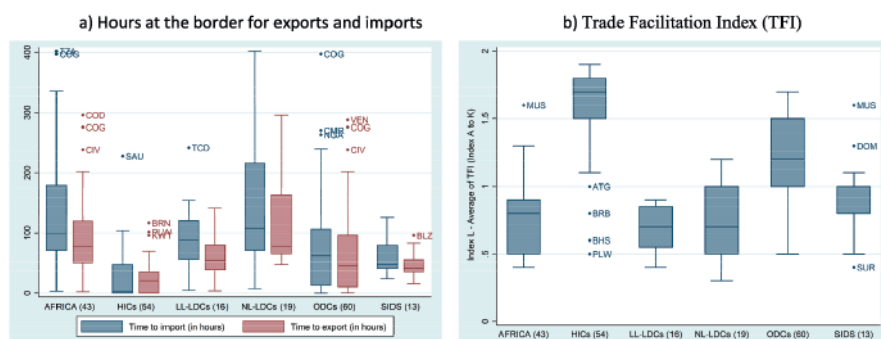 a) Hours at the border for exports and imports
400
300
200
100
0
COG
COD
COG
CIV
SAU
BRN
KWT
TCD
COG
CMR
NGA
VEN
COG
CIV
BLZ
AFRICA (43)
HICs (54)
LL-LDCs (16)
NL-LDCs (19)
ODCs (60)
SIDS (13)
Time to import (in hours)
Time to export (in hours)
b) Trade Facilitation Index (TFI)
Index L - Average of TFI (Index A to K)
2
1.5
1
.5
0
MUS
ATG
BRB
BHS
PLW
MUS
DOM
SUR
AFRICA (43)
HICs (54)
LL-LDCs (16)
NL-LDCs (19)
ODCs (60)
SIDS (13)